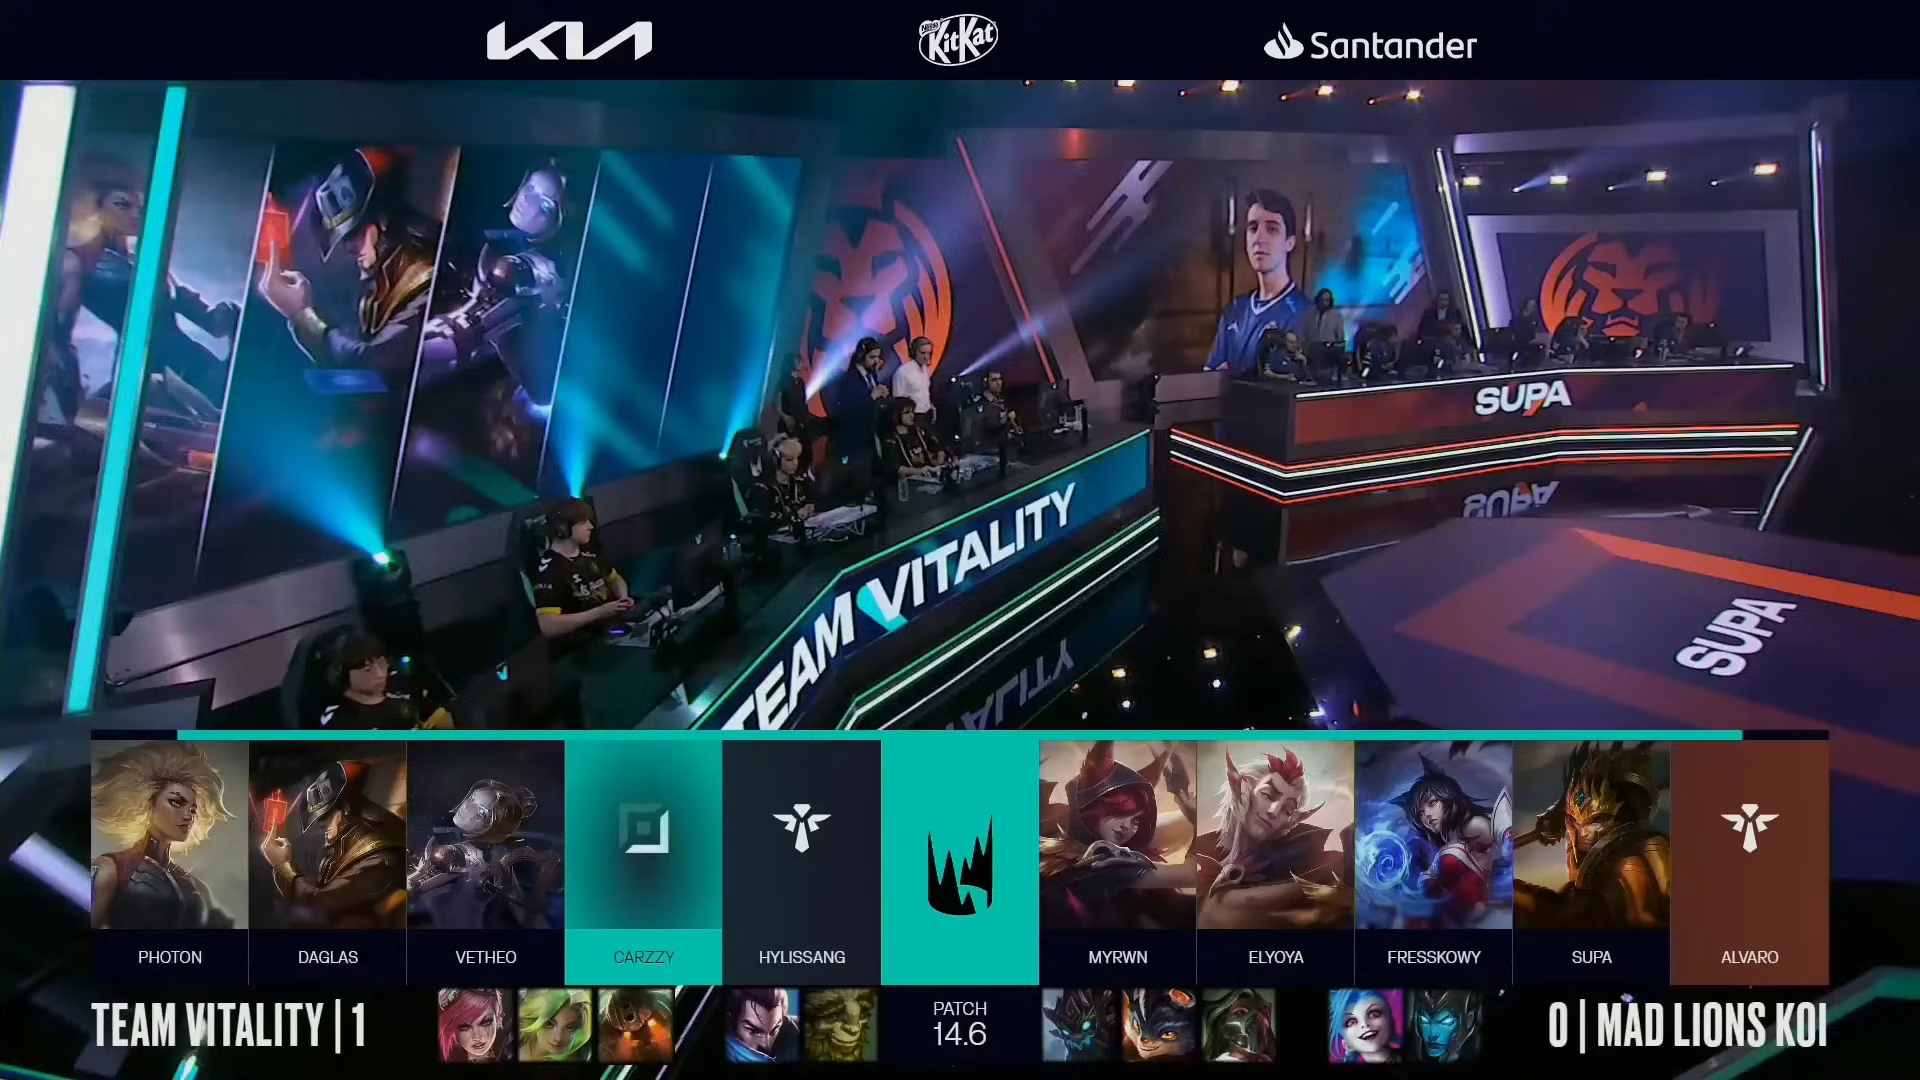 KIA
Nestlé
KitKat
Santander
SUPA
TEAM VITALITY
SUPA
PHOTON
DAGLAS
VETHEO
CARZZY
HYLISSANG
MYRWN
ELYOYA
FRESSKOWY
SUPA
ALVARO
TEAM VITALITY | 1
PATCH
14.6
0 | MAD LIONS KOI